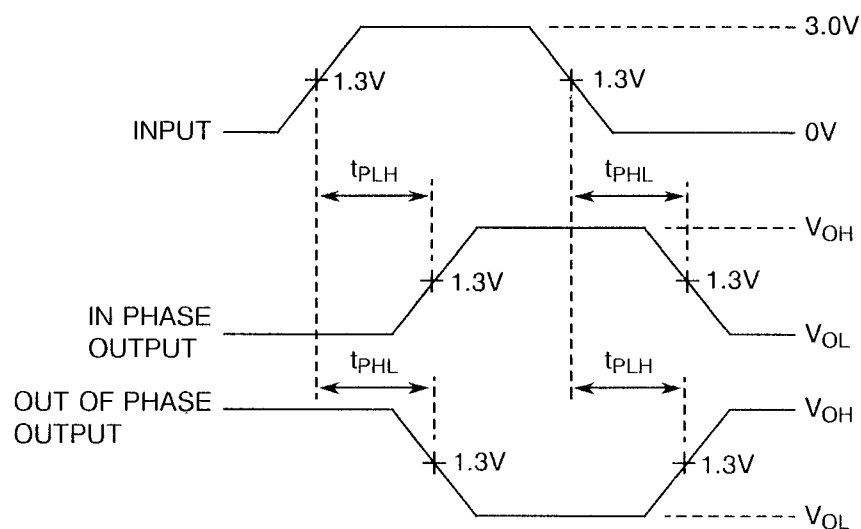 3.0V
1.3V
1.3V
INPUT
0V
tPLH
tPHL
VOH
1.3V
1.3V
IN PHASE
OUTPUT
VOL
tPHL
tPLH
OUT OF PHASE
OUTPUT
VOH
1.3V
1.3V
VOL